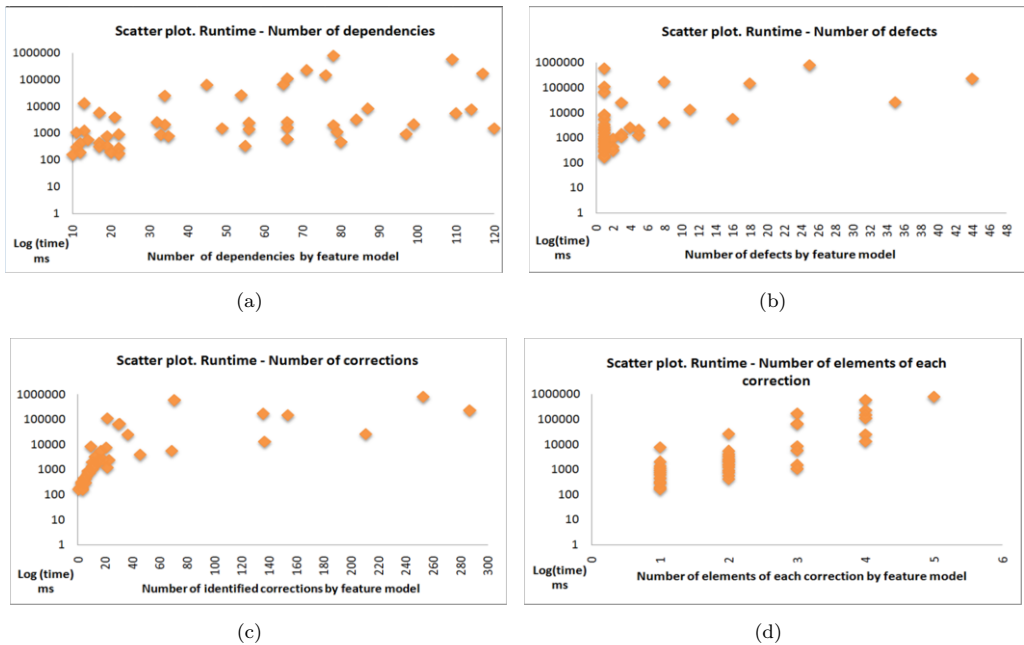 Scatter plot. Runtime - Number of dependencies
1000000
100000
10000
1000
100
10
1
10 20 30 40 50 60 70 80 90 100 110 120
Log (time)
ms
Number of dependencies by feature model
(a)
Scatter plot. Runtime - Number of defects
1000000
100000
10000
1000
100
10
1
0 2 4 6 8 10 12 14 16 18 20 22 24 26 28 30 32 34 36 38 40 42 44 46 48
Log(time)
ms
Number of defects by feature model
(b)
Scatter plot. Runtime - Number of corrections
1000000
100000
10000
1000
100
10
1
0 20 40 60 80 100 120 140 160 180 200 220 240 260 280 300
Log (time)
ms
Number of identified corrections by feature model
(c)
Scatter plot. Runtime - Number of elements of each
correction
1000000
100000
10000
1000
100
10
1
0 1 2 3 4 5 6
Log(time)
ms
Number of elements of each correction by feature model
(d)